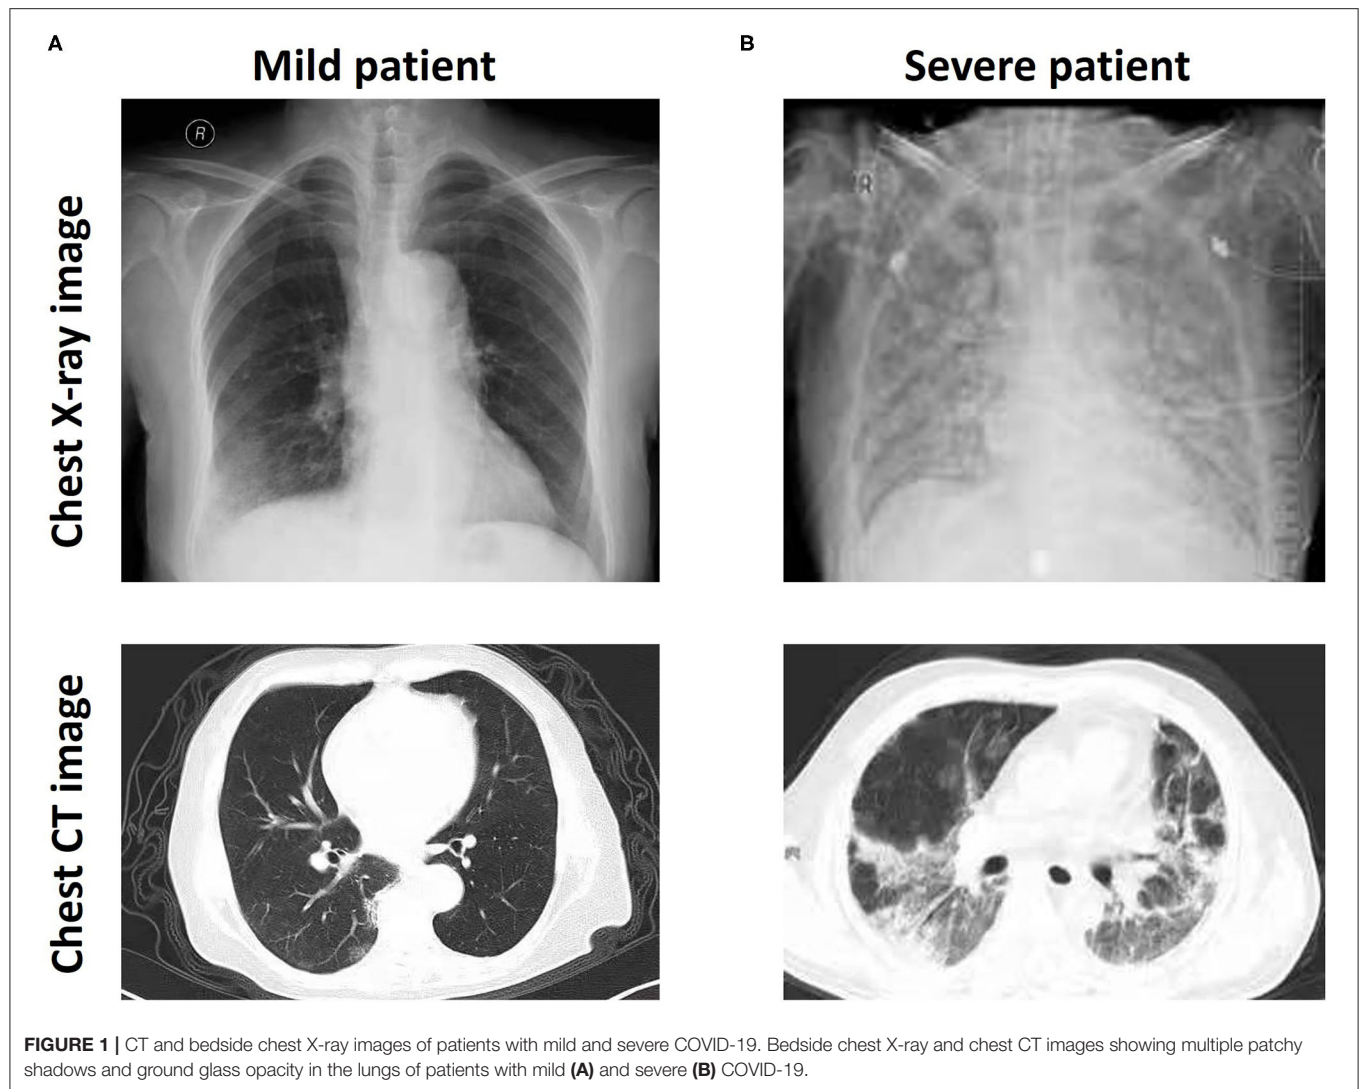 A
B
Mild patient
Severe patient
Chest X-ray image
R
R
Chest CT image
FIGURE 1 | CT and bedside chest X-ray images of patients with mild and severe COVID-19. Bedside chest X-ray and chest CT images showing multiple patchy
shadows and ground glass opacity in the lungs of patients with mild (A) and severe (B) COVID-19.